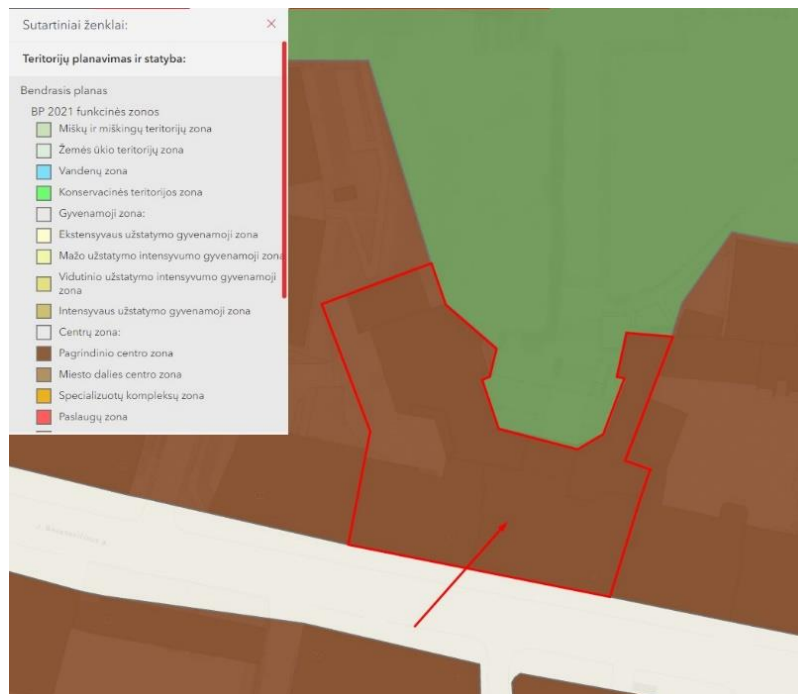 Sutartiniai ženklai:
Teritorijų planavimas ir statyba:
Bendrasis planas
BP 2021 funkcinės zonos
Miškų ir miškingų teritorijų zona
Žemės ūkio teritorijų zona
Vandenų zona
Konservacinės teritorijos zona
Gyvenamoji zona:
Ekstensyvaus užstatymo gyvenamoji zona
Mažo užstatymo intensyvumo gyvenamoji zona
Vidutinio užstatymo intensyvumo gyvenamoji
zona
Intensyvaus užstatymo gyvenamoji zona
Centrų zona:
Pagrindinio centro zona
Miesto dalies centro zona
Specializuotų kompleksų zona
Paslaugų zona